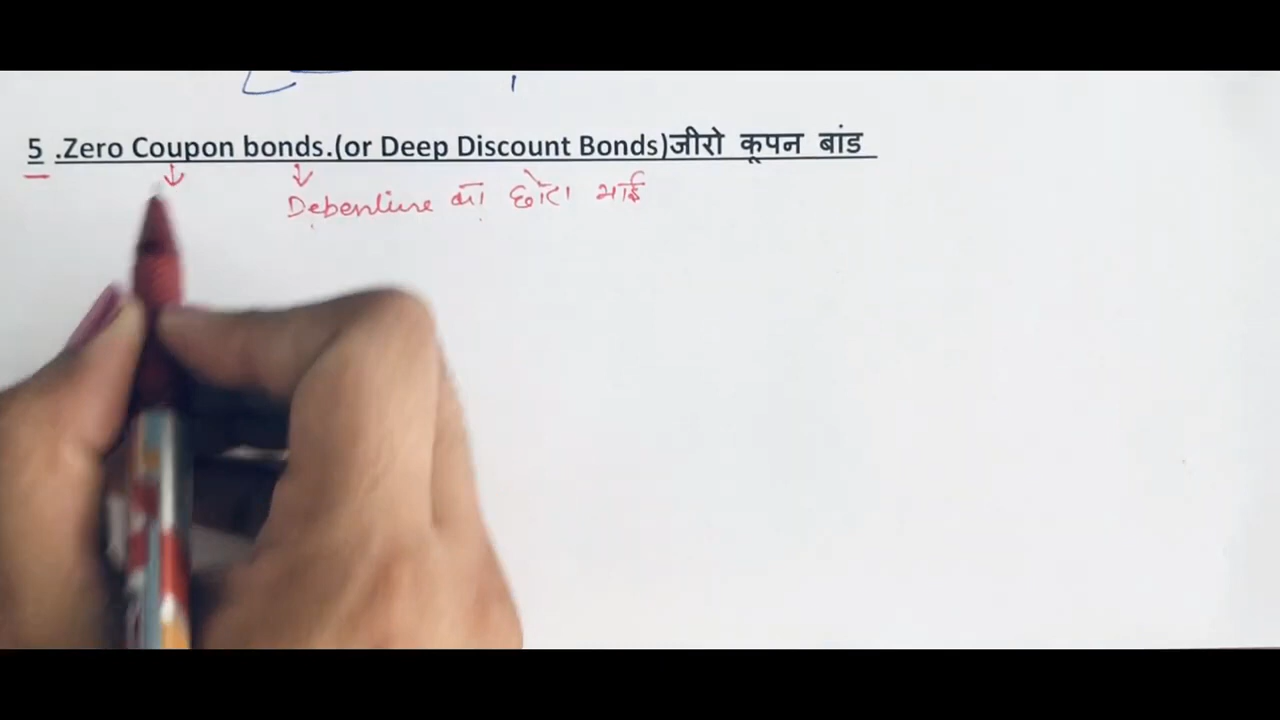 5 .Zero Coupon bonds.(or Deep Discount Bonds)जीरो कूपन बांड
Debenture का छोटा भाई